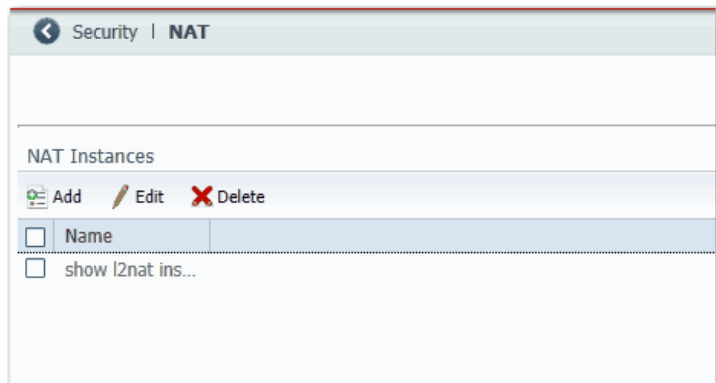 Security | NAT
NAT Instances
Add Edit Delete
Name
show l2nat ins...